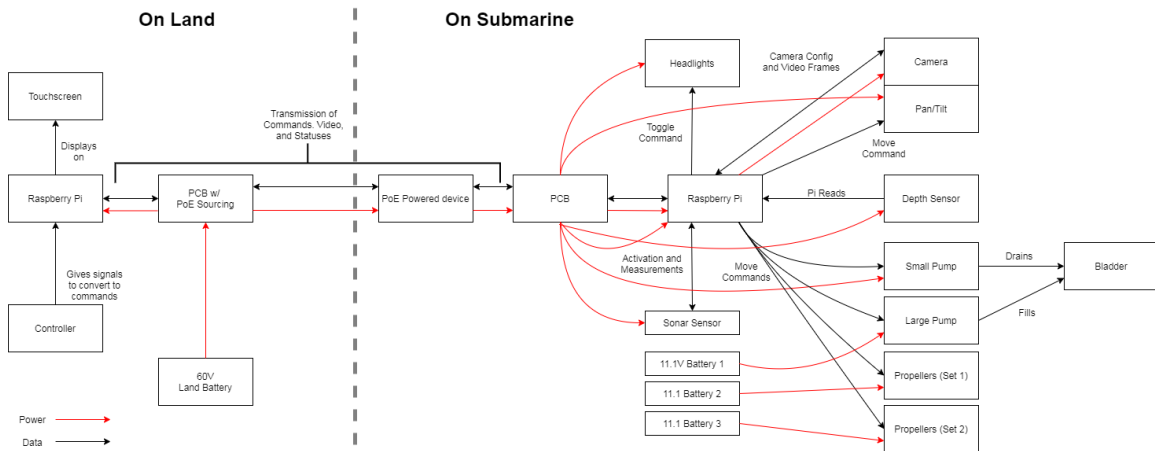 On Land
On Submarine
Touchscreen
Displays
on
Raspberry Pi
Gives signals
to convert to
commands
Controller
PCB w/
PoE Sourcing
60V
Land Battery
Transmission of
Commands. Video,
and Statuses
PoE Powered device
PCB
Headlights
Toggle
Command
Raspberry Pi
Camera Config
and Video Frames
Camera
Pan/Tilt
Move
Command
Pi Reads
Depth Sensor
Activation and
Measurements
Move
Commands
Sonar Sensor
Small Pump
Drains
Bladder
Large Pump
Fills
11.1V Battery 1
11.1 Battery 2
11.1 Battery 3
Propellers (Set 1)
Propellers (Set 2)
Power
Data